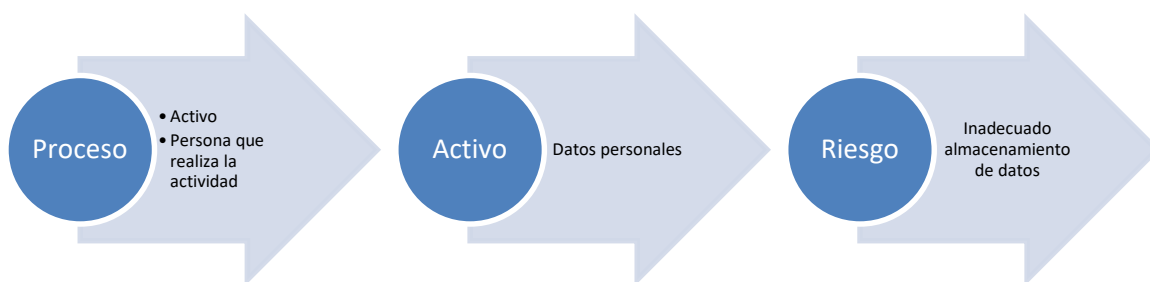 Proceso
• Activo
• Persona que
realiza la
actividad
Activo
Datos personales
Riesgo
Inadecuado
almacenamiento
de datos